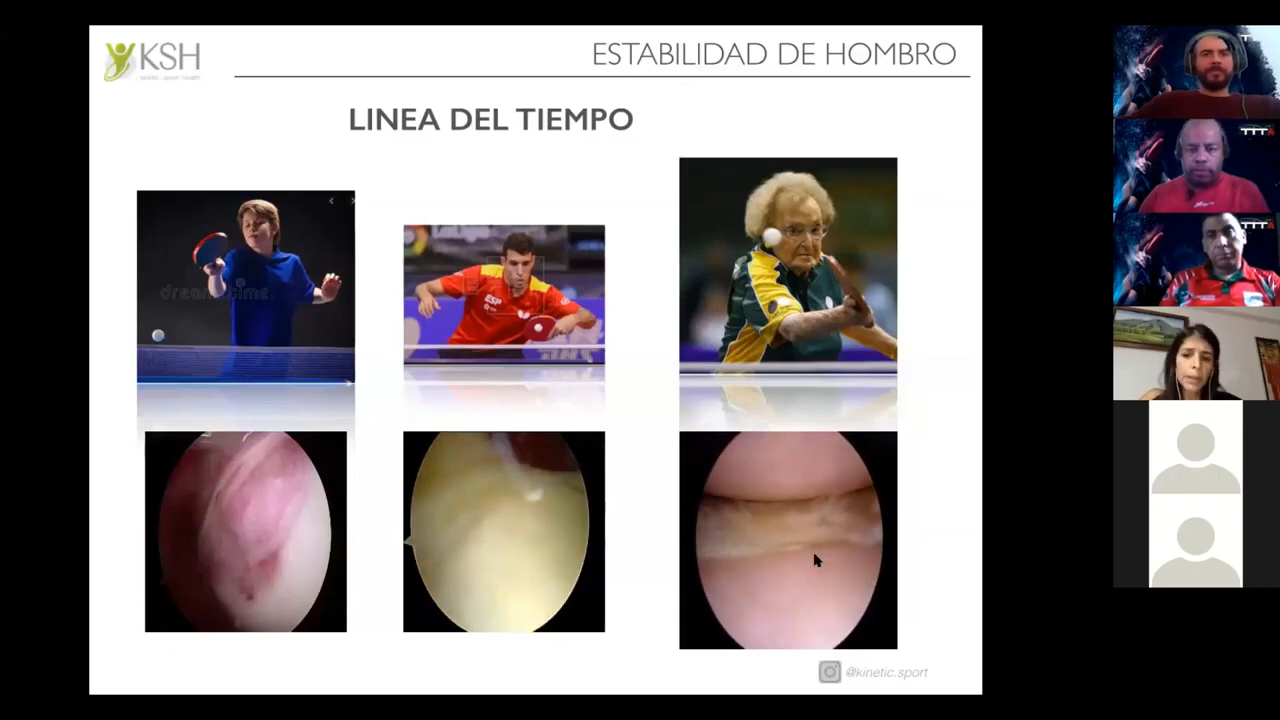 KSH
ESTABILIDAD DE HOMBRO
LINEA DEL TIEMPO
dreamstime.
ESP
@kinetic.sport